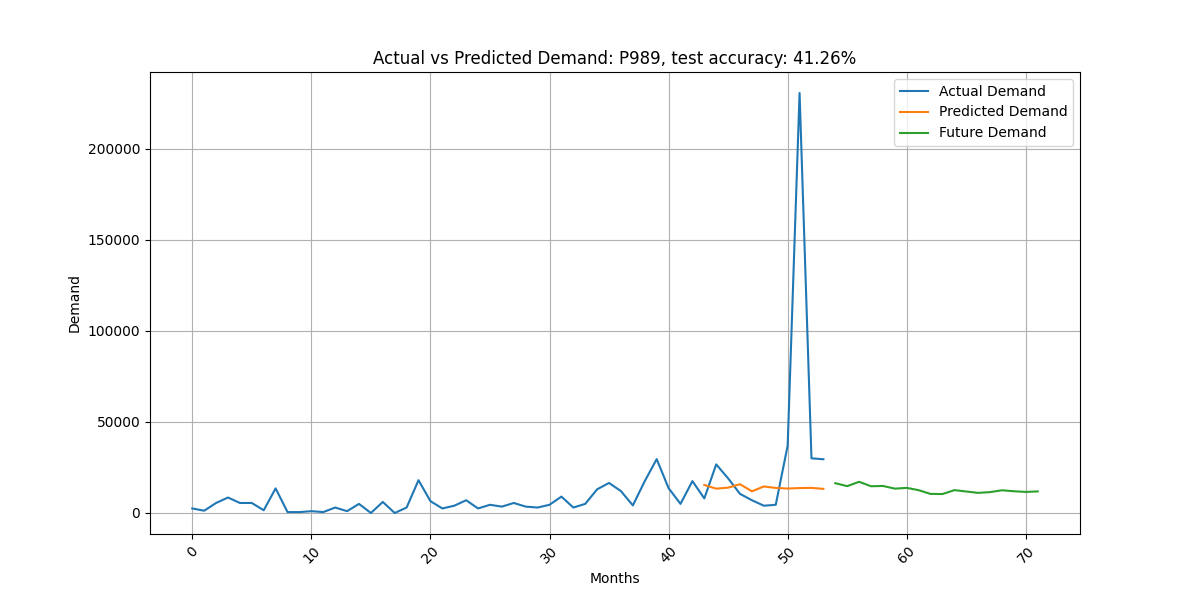 Actual vs Predicted Demand: P989, test accuracy: 41.26%
Actual Demand
Predicted Demand
Future Demand
200000
150000
100000
50000
0
Demand
0
10
20
30
40
50
60
70
Months